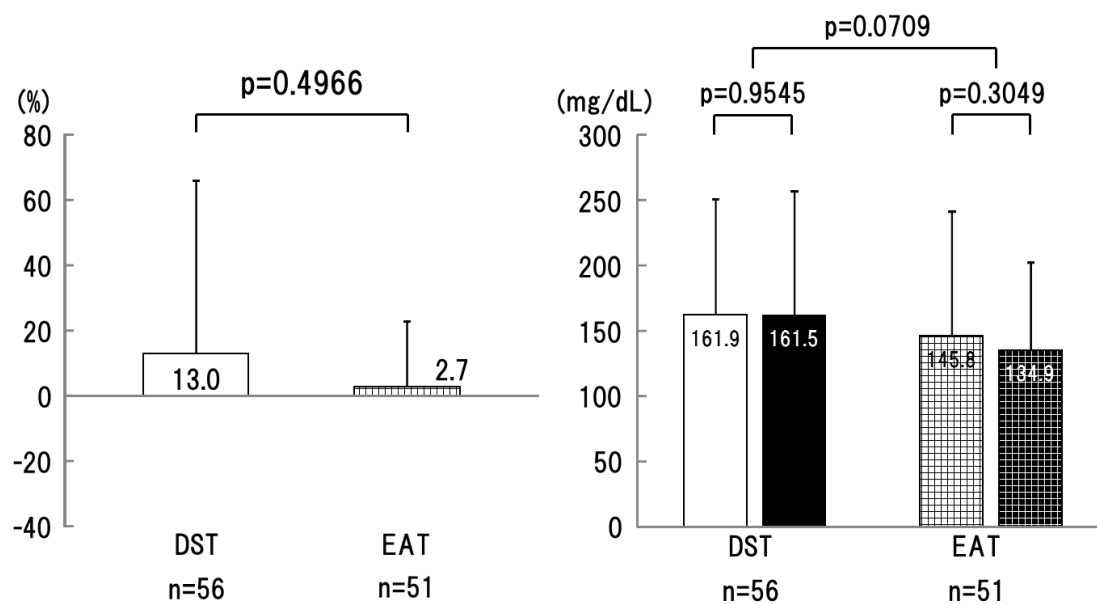 p=0.4966
(%)
80
60
40
20
0
-20
-40
13.0
2.7
DST
EAT
n=56
n=51
p=0.0709
p=0.9545
p=0.3049
(mg/dL)
300
250
200
150
100
50
0
161.9
161.5
145.8
134.9
DST
EAT
n=56
n=51